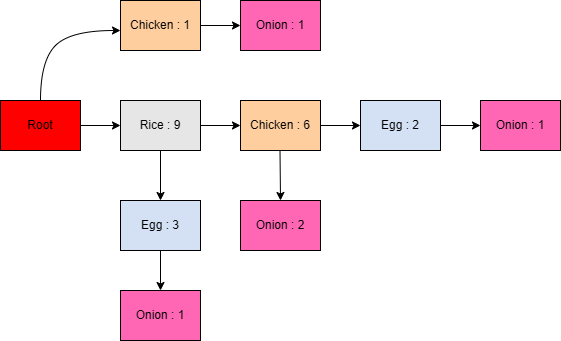 Chicken : 1
Onion : 1
Root
Rice : 9
Chicken : 6
Egg : 2
Onion : 1
Egg : 3
Onion : 2
Onion : 1